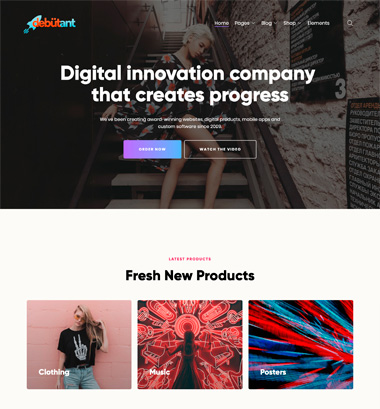 debütant
Home Pages Blog Shop Elements
Digital innovation company
that creates progress
We've been creating award-winning websites, digital products, mobile apps and
custom software since 2019.
ORDER NOW
WATCH THE VIDEO
LATEST PRODUCTS
Fresh New Products
Clothing
Music
Posters